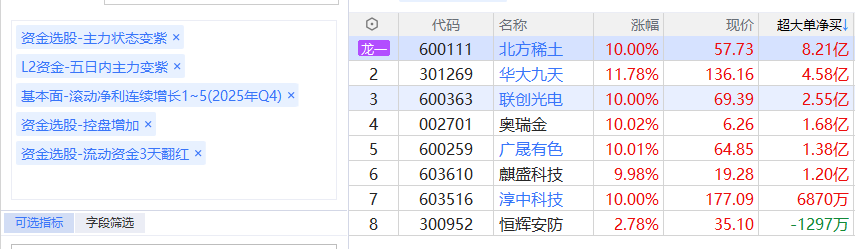 资金选股-主力状态变紫 ×
L2资金-五日内主力变紫 ×
基本面-滚动净利连续增长1~5(2025年Q4) ×
资金选股-控盘增加 ×
资金选股-流动资金3天翻红 ×
可选指标 字段筛选
代码 名称 涨幅 现价 超大单净买↓
龙一 600111 北方稀土 10.00% 57.73 8.21亿
2 301269 华大九天 11.78% 136.16 4.58亿
3 600363 联创光电 10.00% 69.39 2.55亿
4 002701 奥瑞金 10.02% 6.26 1.68亿
5 600259 广晟有色 10.01% 64.85 1.38亿
6 603610 麒盛科技 9.98% 19.28 1.20亿
7 603516 淳中科技 10.00% 177.09 6870万
8 300952 恒辉安防 2.78% 35.10 -1297万